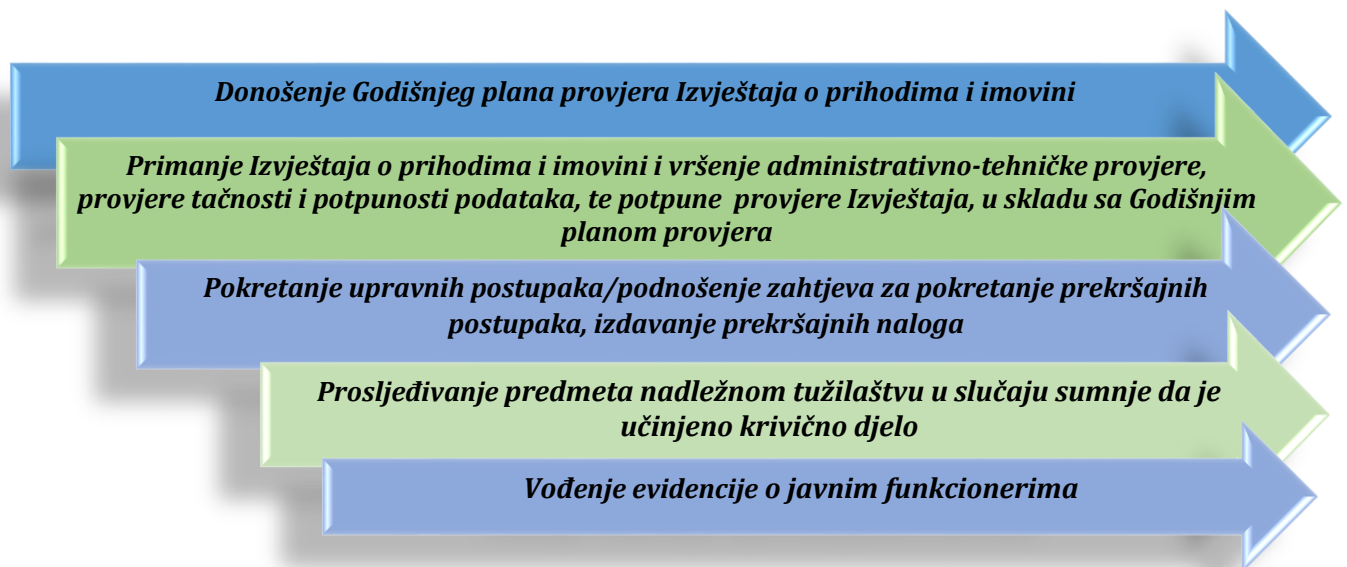 Donošenje Godišnjeg plana provjera Izvještaja o prihodima i imovini
Primanje Izvještaja o prihodima i imovini i vršenje administrativno-tehničke provjere,
provjere tačnosti i potpunosti podataka, te potpune provjere Izvještaja, u skladu sa Godišnjim
planom provjera
Pokretanje upravnih postupaka/podnošenje zahtjeva za pokretanje prekršajnih
postupaka, izdavanje prekršajnih naloga
Prosljeđivanje predmeta nadležnom tužilaštvu u slučaju sumnje da je
učinjeno krivično djelo
Vođenje evidencije o javnim funkcionerima